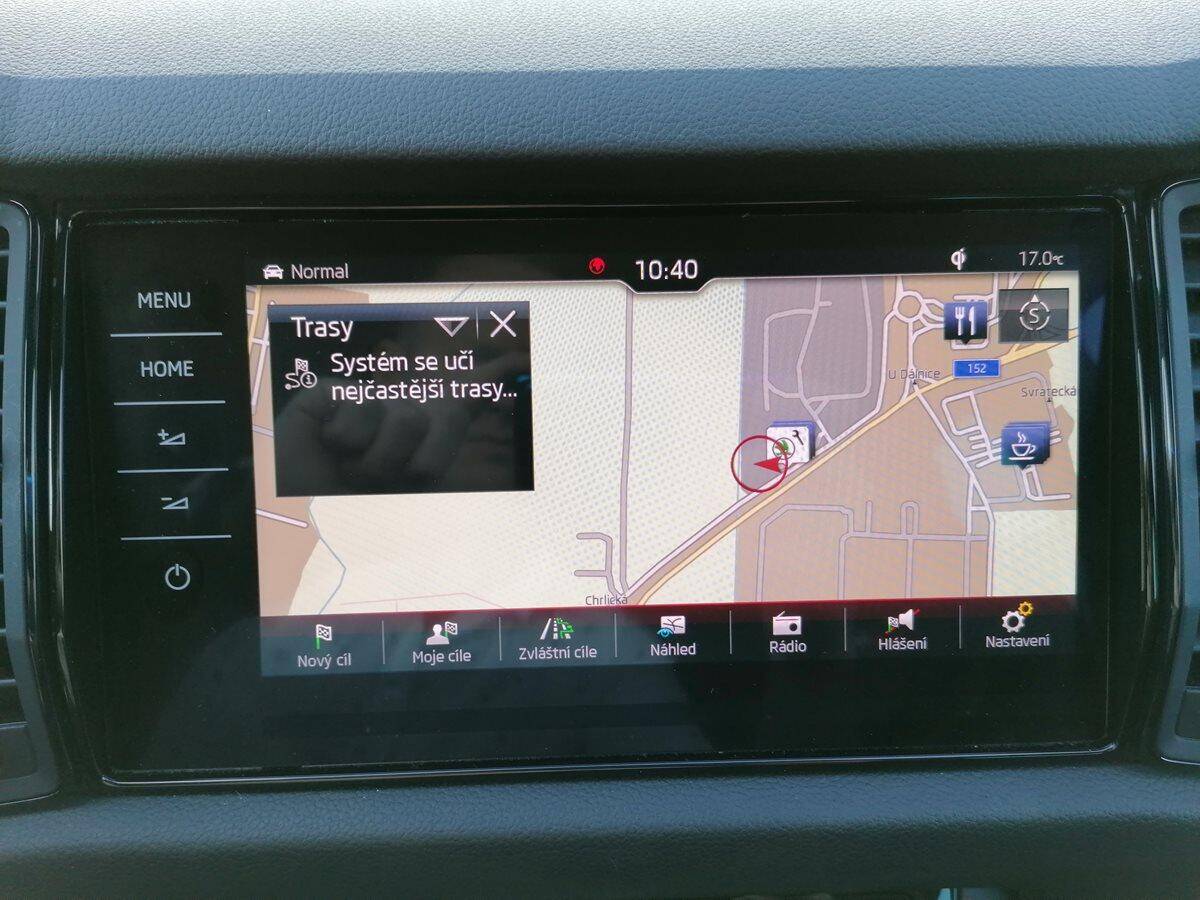 Normal
10:40
17.0°C
MENU
HOME
Trasy
Systém se učí
nejčastější trasy...
S
U Dálnice
152
Svratecká
Chrlická
Nový cíl
Moje cíle
Zvláštní cíle
Náhled
Rádio
Hlášení
Nastavení